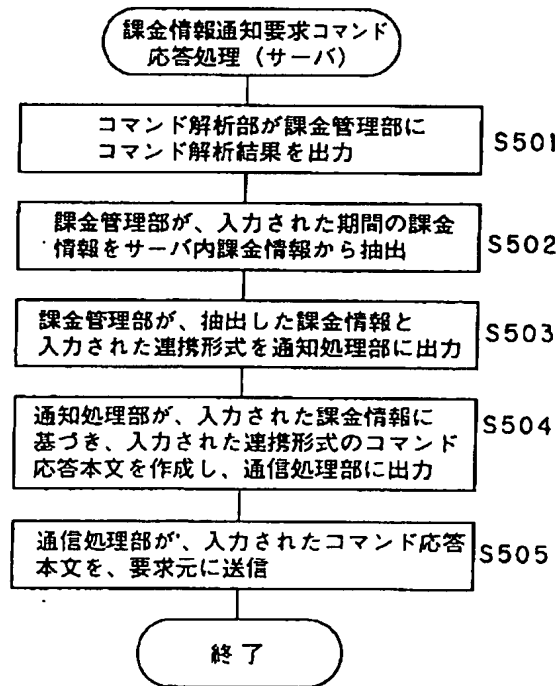 課金情報通知要求コマンド
応答処理（サーバ）
コマンド解析部が課金管理部に
コマンド解析結果を出力
S501
課金管理部が、入力された期間の課金
情報をサーバ内課金情報から抽出
S502
課金管理部が、抽出した課金情報と
入力された連携形式を通知処理部に出力
S503
通知処理部が、入力された課金情報に
基づき、入力された連携形式のコマンド
応答本文を作成し、通信処理部に出力
S504
通信処理部が、入力されたコマンド応答
本文を、要求元に送信
S505
終了